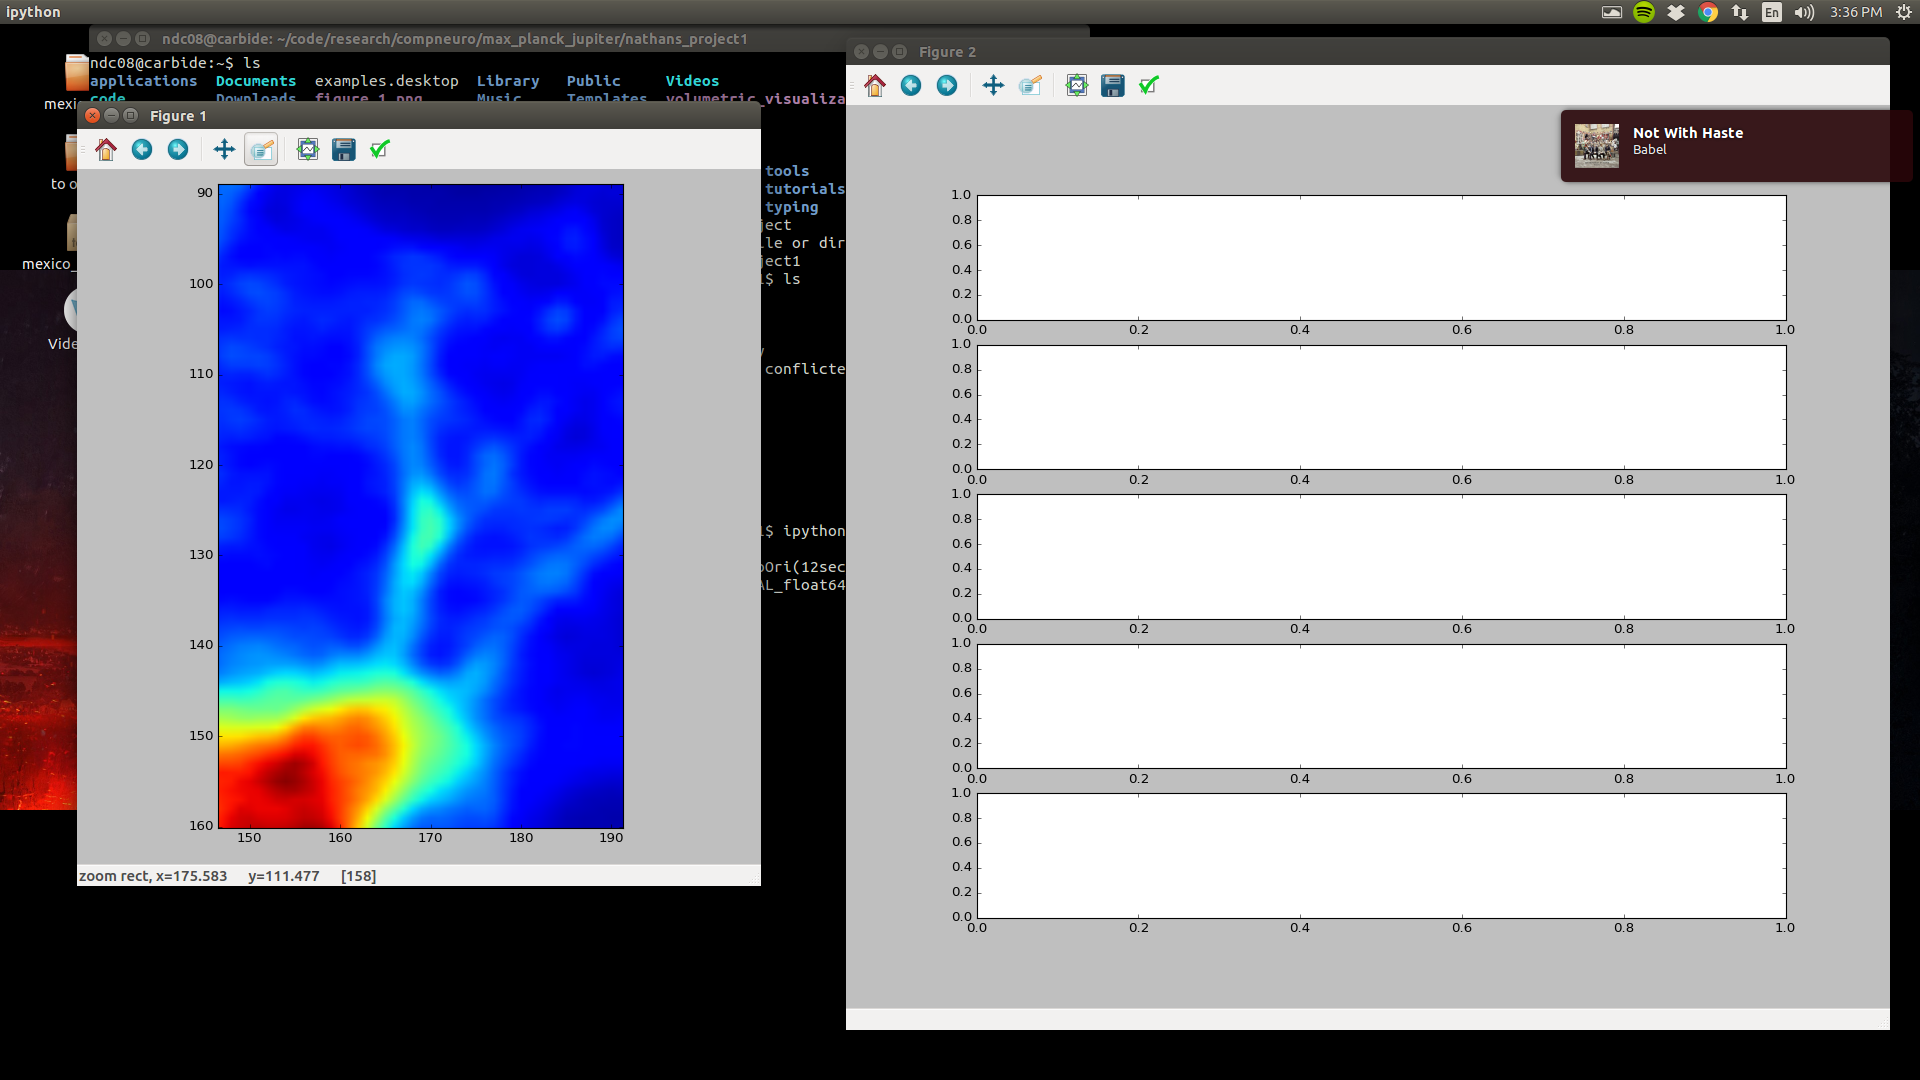 ipython
En
3:36 PM
ndc08@carbide: ~/code/research/compneuro/max_planck_jupiter/nathans_project1
ndc08@carbide:~$ ls
applications Documents examples.desktop Library Public Videos
code Downloads figure_1.png Music Templates volumetric_visualiza
tools
tutorials
typing
ject
le or dir
ject1
$ ls
conflicte
$ ipython
Ori(12sec
AL_float64
mexic
to o
mexico_
Vide
Figure 1
90
100
110
120
130
140
150
160
150 160 170 180 190
zoom rect, x=175.583 y=111.477 [158]
Figure 2
Not With Haste
Babel
1.0
0.8
0.6
0.4
0.2
0.0
0.0 0.2 0.4 0.6 0.8 1.0
1.0
0.8
0.6
0.4
0.2
0.0
0.0 0.2 0.4 0.6 0.8 1.0
1.0
0.8
0.6
0.4
0.2
0.0
0.0 0.2 0.4 0.6 0.8 1.0
1.0
0.8
0.6
0.4
0.2
0.0
0.0 0.2 0.4 0.6 0.8 1.0
1.0
0.8
0.6
0.4
0.2
0.0
0.0 0.2 0.4 0.6 0.8 1.0